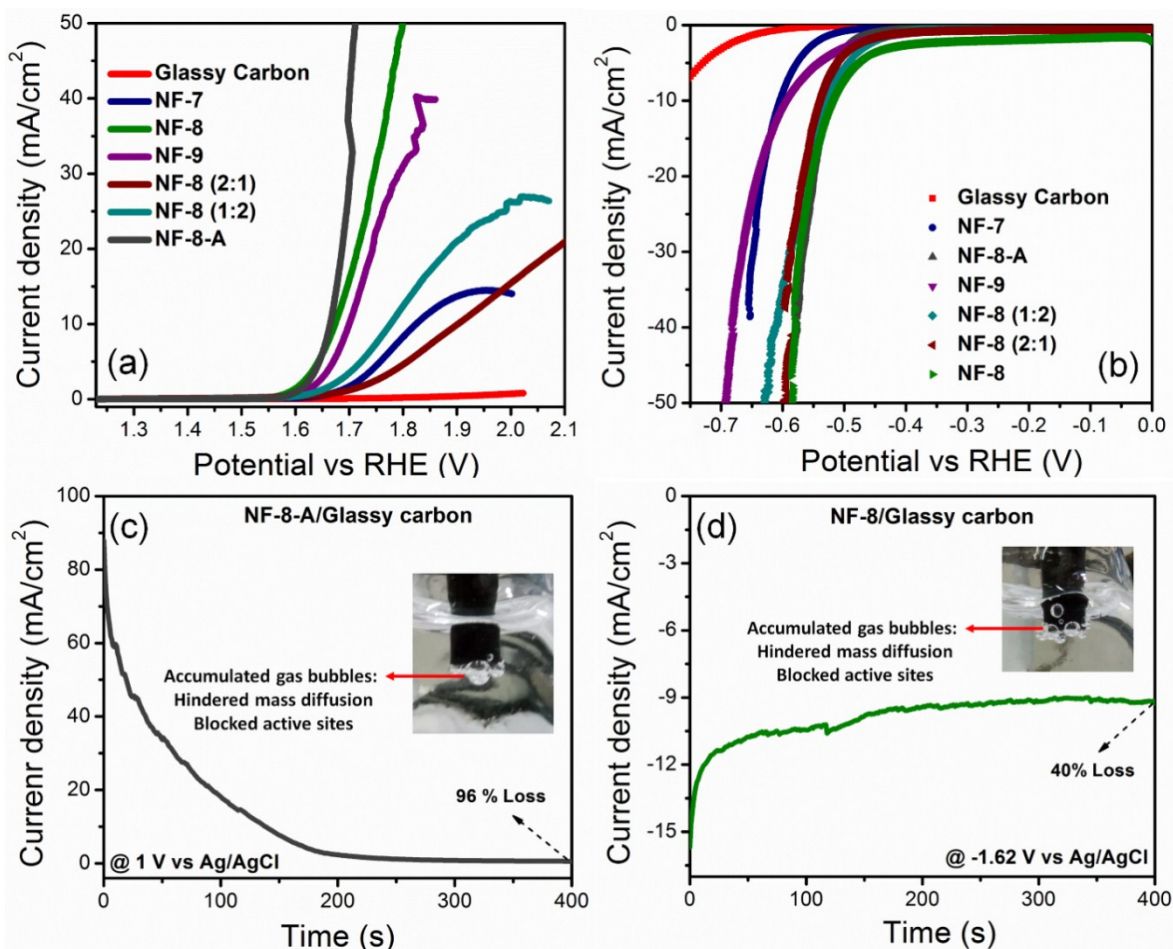 50
40
30
20
10
0
Current density (mA/cm²)
Glassy Carbon
NF-7
NF-8
NF-9
NF-8 (2:1)
NF-8 (1:2)
NF-8-A
(a)
1.3 1.4 1.5 1.6 1.7 1.8 1.9 2.0 2.1
Potential vs RHE (V)
0
-10
-20
-30
-40
-50
Current density (mA/cm²)
Glassy Carbon
NF-7
NF-8-A
NF-9
NF-8 (1:2)
NF-8 (2:1)
NF-8
(b)
-0.7 -0.6 -0.5 -0.4 -0.3 -0.2 -0.1 0.0
Potential vs RHE (V)
100
80
60
40
20
0
Currenr density (mA/cm²)
(c)
NF-8-A/Glassy carbon
Accumulated gas bubbles:
Hindered mass diffusion
Blocked active sites
96 % Loss
@ 1 V vs Ag/AgCl
0 100 200 300 400
Time (s)
0
-3
-6
-9
-12
-15
Current density (mA/cm²)
NF-8/Glassy carbon
(d)
Accumulated gas bubbles:
Hindered mass diffusion
Blocked active sites
40% Loss
@ -1.62 V vs Ag/AgCl
0 100 200 300 400
Time (s)